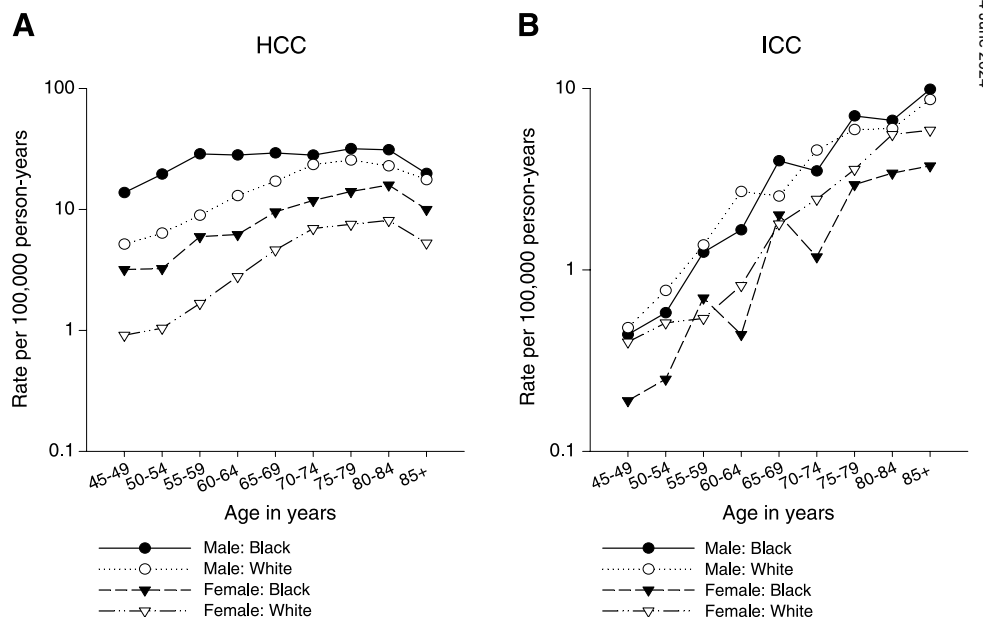 A
HCC
100
10
1
0.1
Rate per 100,000 person-years
45-49
50-54
55-59
60-64
65-69
70-74
75-79
80-84
85+
Age in years
Male: Black
Male: White
Female: Black
Female: White
B
ICC
10
1
0.1
Rate per 100,000 person-years
45-49
50-54
55-59
60-64
65-69
70-74
75-79
80-84
85+
Age in years
Male: Black
Male: White
Female: Black
Female: White